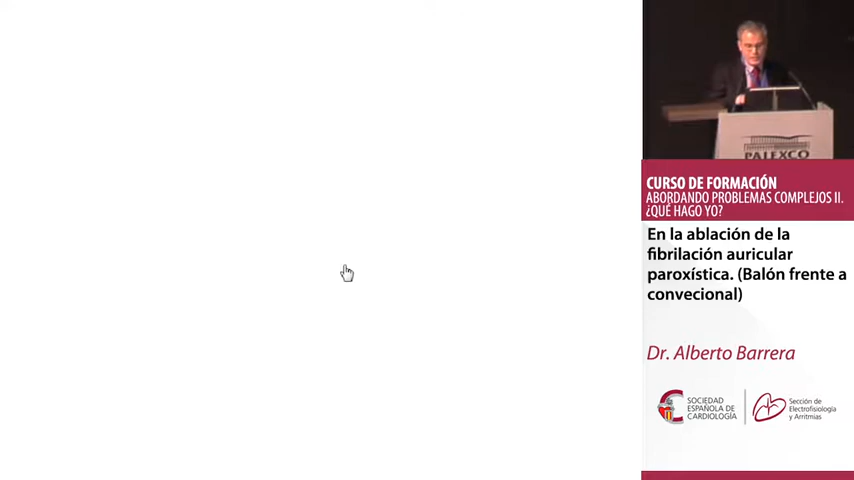 PALEXCO
CURSO DE FORMACIÓN
ABORDANDO PROBLEMAS COMPLEJOS II.
¿QUÉ HAGO YO?
En la ablación de la
fibrilación auricular
paroxística. (Balón frente a
convecional)
Dr. Alberto Barrera
SOCIEDAD
ESPAÑOLA DE
CARDIOLOGÍA
Sección de
Electrofisiología
y Arritmias